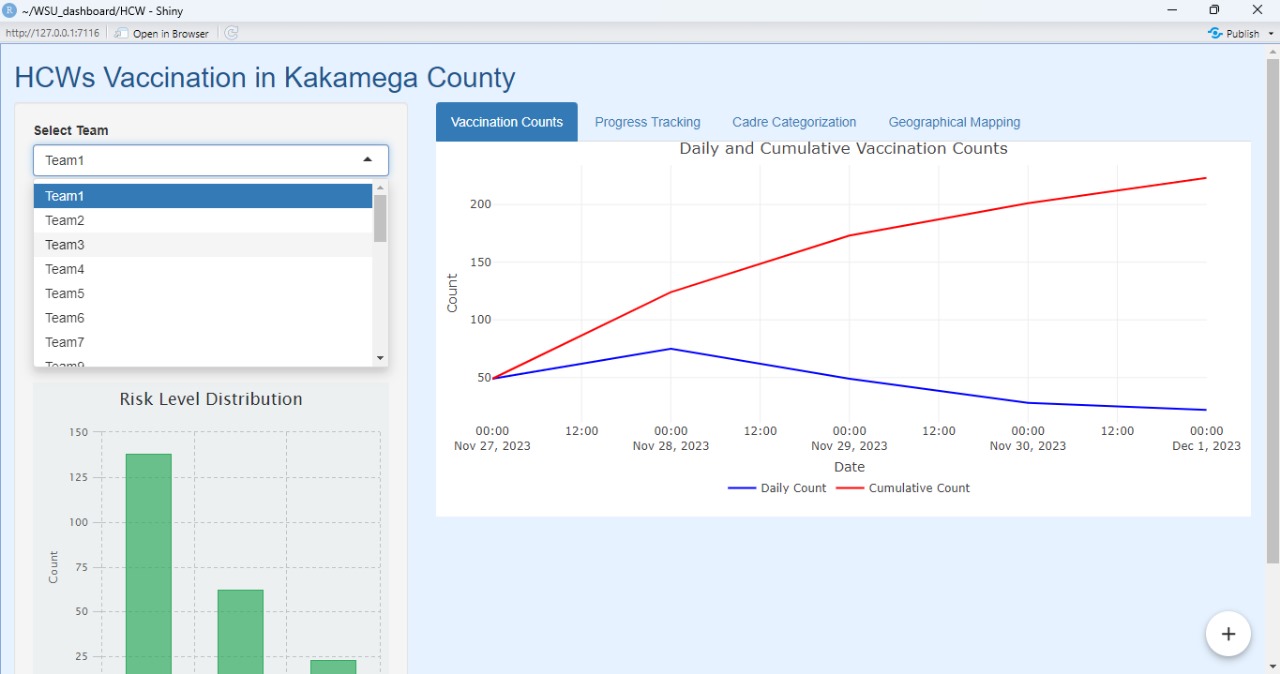 ~/WSU_dashboard/HCW - Shiny
http://127.0.0.1:7116 Open in Browser Publish
HCWs Vaccination in Kakamega County
Select Team
Team1
Team1
Team2
Team3
Team4
Team5
Team6
Team7
Risk Level Distribution
150
125
100
75
50
25
Count
Vaccination Counts Progress Tracking Cadre Categorization Geographical Mapping
Daily and Cumulative Vaccination Counts
200
150
100
50
Count
00:00 12:00 00:00 12:00 00:00 12:00 00:00 12:00 00:00
Nov 27, 2023 Nov 28, 2023 Nov 29, 2023 Nov 30, 2023 Dec 1, 2023
Date
Daily Count Cumulative Count